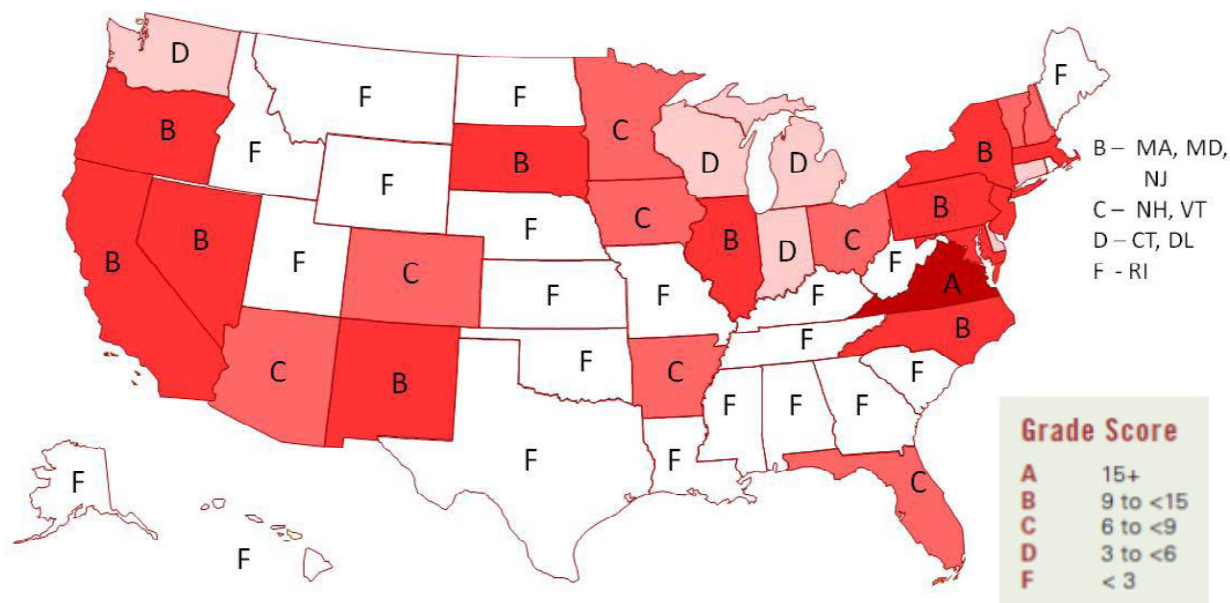 D
F
F
F
B
C
F
B
B
D
D
F
B
F
C
B
B
D
C
F
B
F
C
F
F
F
A
B
F
F
C
C
F
B
F
F
F
F
F
F
C
F
B – MA, MD,
NJ
C – NH, VT
D – CT, DL
F - RI
Grade Score
A 15+
B 9 to <15
C 6 to <9
D 3 to <6
F < 3